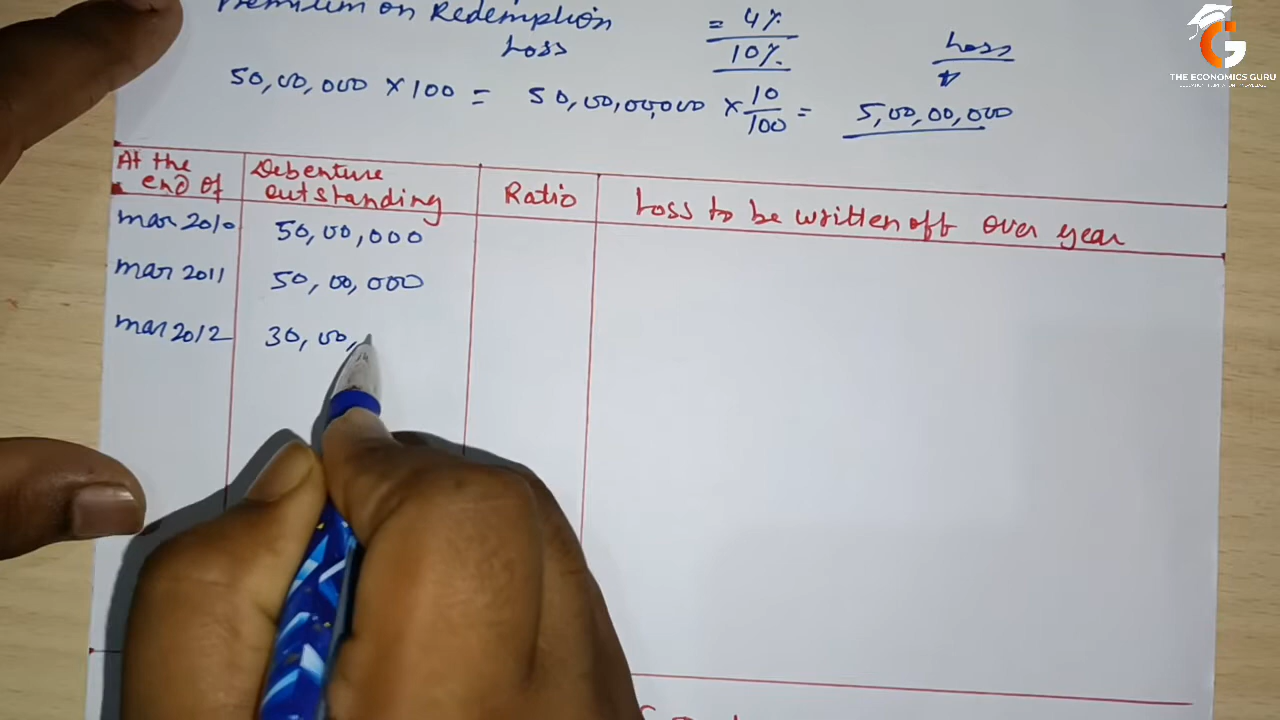 Premium on Redemption = 4%
Loss 10%
Loss
50,00,000 × 100 = 50,00,00,000 × 10/100 = 5,00,00,000
At the end of
Debenture outstanding
Ratio
Loss to be written off over year
mar 2010 50,00,000
mar 2011 50,00,000
mar 2012 30,00,
G
THE ECONOMICS GURU